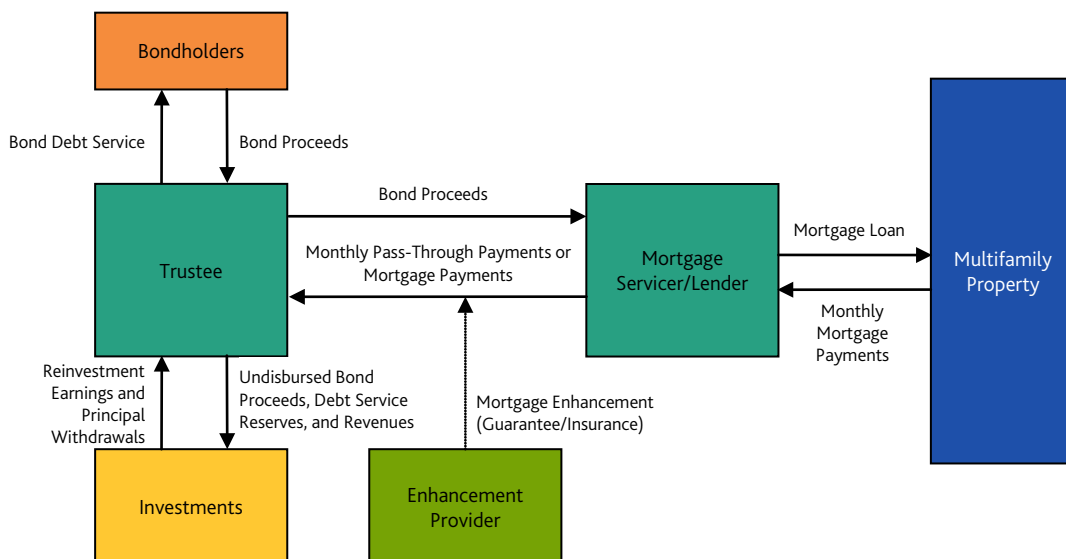 Bondholders
Bond Debt Service
Bond Proceeds
Trustee
Bond Proceeds
Monthly Pass-Through Payments or
Mortgage Payments
Mortgage
Servicer/Lender
Mortgage Loan
Monthly
Mortgage
Payments
Multifamily
Property
Reinvestment
Earnings and
Principal
Withdrawals
Undisbursed Bond
Proceeds, Debt Service
Reserves, and Revenues
Mortgage Enhancement
(Guarantee/Insurance)
Investments
Enhancement
Provider